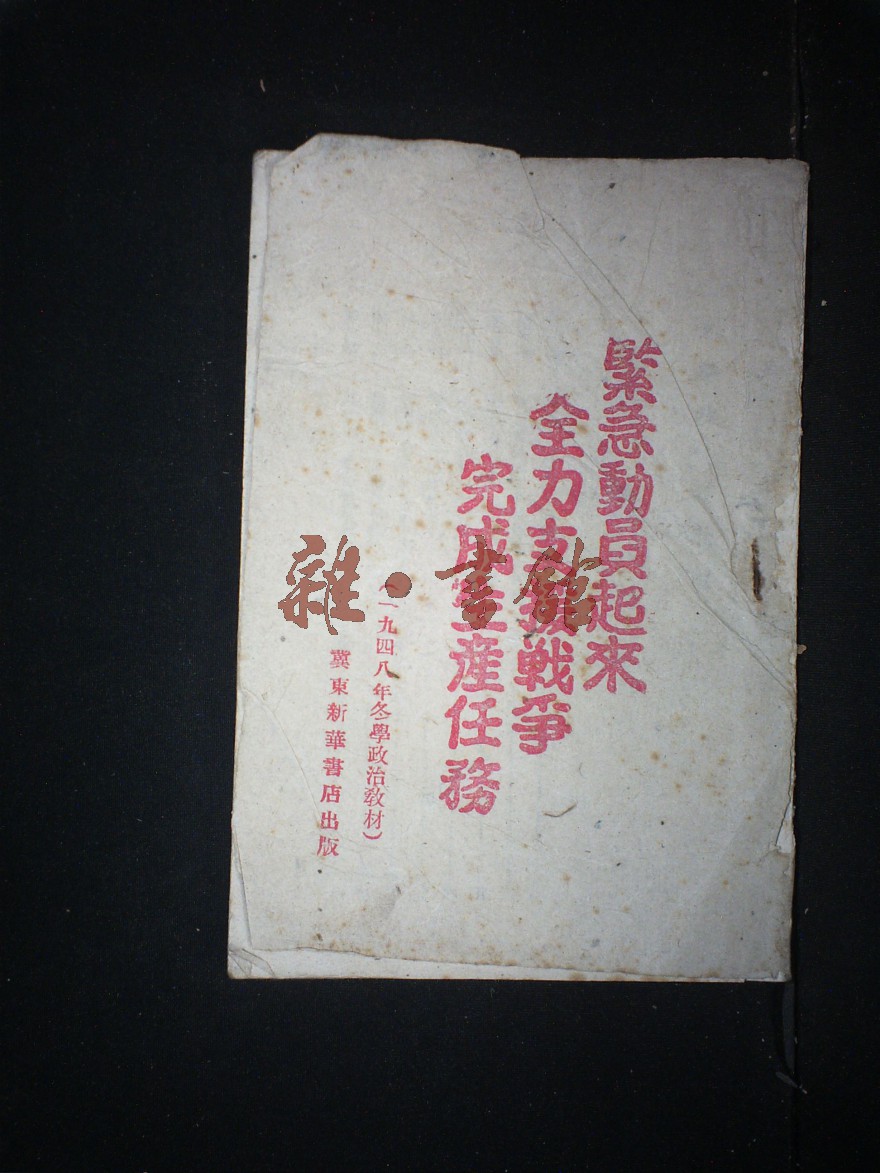 緊急動員起來
全力支援戰爭
完成生產任務
（一九四八年冬學政治教材）
冀東新華書店出版
雜·書館